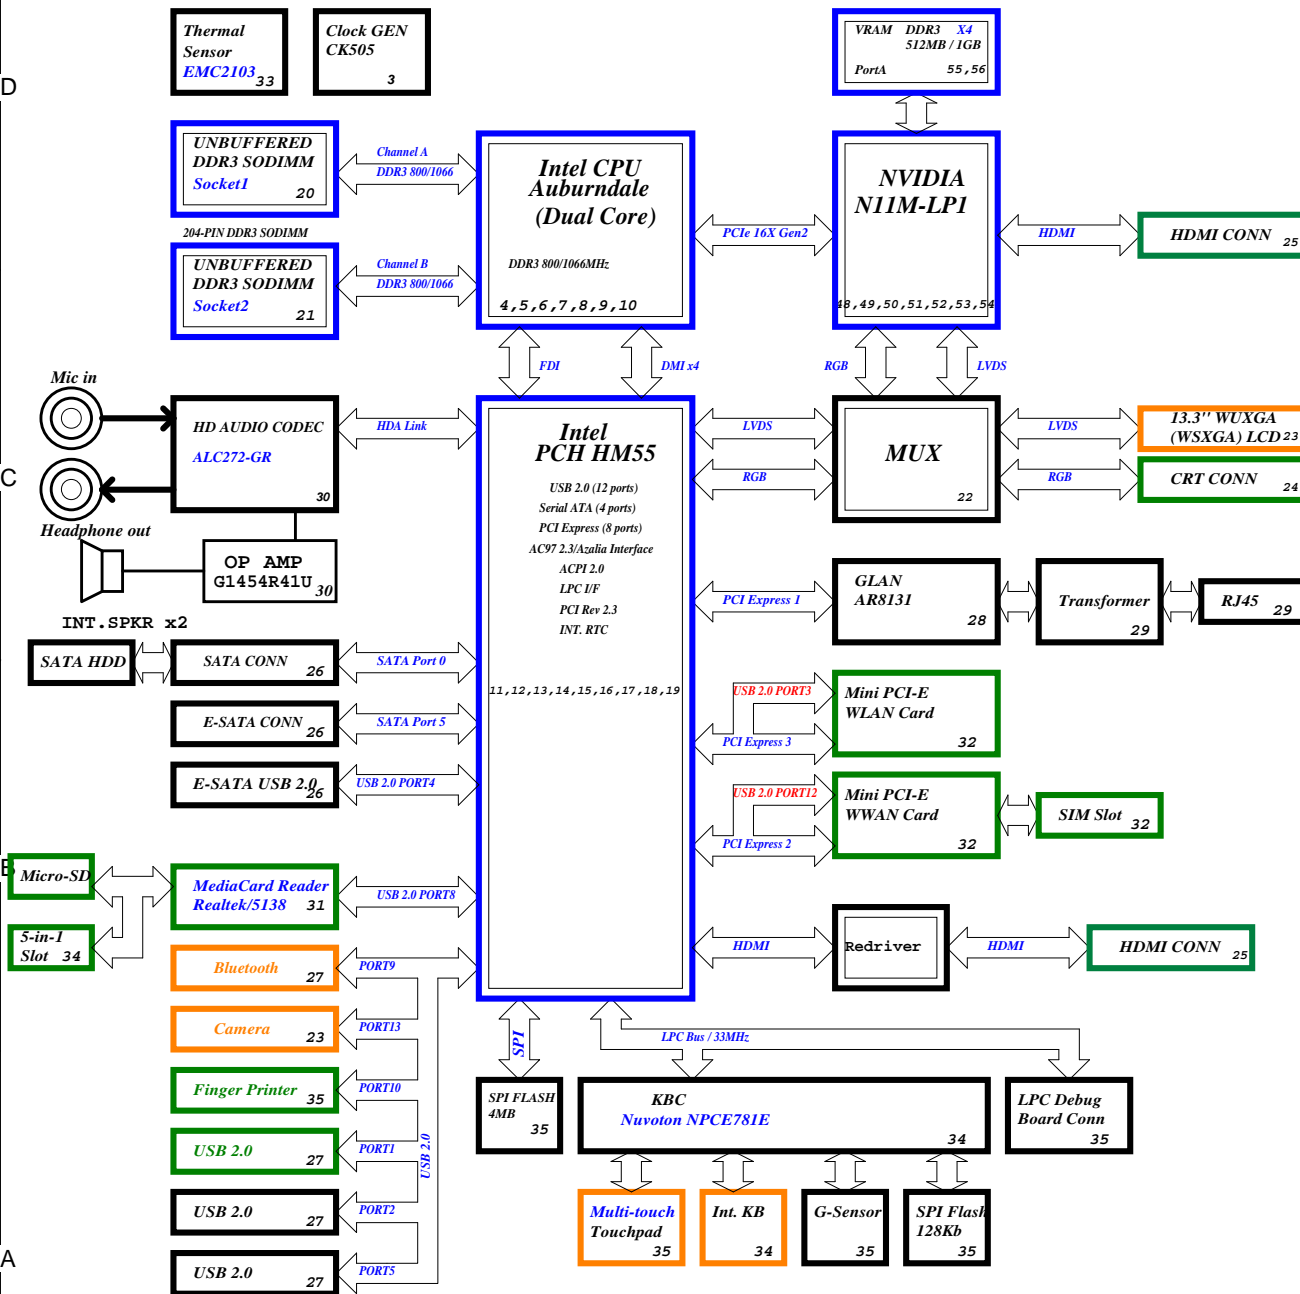 Thermal
Sensor
EMC2103
33
Clock GEN
CK505
3
VRAM DDR3 X4
512MB / 1GB
PortA 55,56
D
UNBUFFERED
DDR3 SODIMM
Socket1
20
Channel A
DDR3 800/1066
204-PIN DDR3 SODIMM
UNBUFFERED
DDR3 SODIMM
Socket2
21
Channel B
DDR3 800/1066
Intel CPU
Auburndale
(Dual Core)
DDR3 800/1066MHz
4,5,6,7,8,9,10
PCIe 16X Gen2
NVIDIA
N11M-LP1
48,49,50,51,52,53,54
HDMI
HDMI CONN
25
FDI
DMI x4
RGB
LVDS
Mic in
Headphone out
HD AUDIO CODEC
ALC272-GR
30
HDA Link
C
OP AMP
G1454R41U
30
INT.SPKR x2
Intel
PCH HM55
USB 2.0 (12 ports)
Serial ATA (4 ports)
PCI Express (8 ports)
AC97 2.3/Azalia Interface
ACPI 2.0
LPC I/F
PCI Rev 2.3
INT. RTC
11,12,13,14,15,16,17,18,19
LVDS
RGB
MUX
22
LVDS
RGB
13.3'' WUXGA
(WSXGA) LCD
23
CRT CONN
24
PCI Express 1
GLAN
AR8131
28
Transformer
29
RJ45
29
SATA HDD
SATA CONN
26
SATA Port 0
E-SATA CONN
26
SATA Port 5
E-SATA USB 2.0
26
USB 2.0 PORT4
USB 2.0 PORT3
PCI Express 3
Mini PCI-E
WLAN Card
32
USB 2.0 PORT12
PCI Express 2
Mini PCI-E
WWAN Card
32
SIM Slot
32
B
Micro-SD
5-in-1
Slot 34
MediaCard Reader
Realtek/5138
31
USB 2.0 PORT8
HDMI
Redriver
HDMI
HDMI CONN
25
Bluetooth
27
PORT9
Camera
23
PORT13
Finger Printer
35
PORT10
USB 2.0
27
PORT1
USB 2.0
27
PORT2
USB 2.0
27
PORT5
USB 2.0
SPI
LPC Bus / 33MHz
SPI FLASH
4MB
35
KBC
Nuvoton NPCE781E
34
LPC Debug
Board Conn
35
Multi-touch
Touchpad
35
Int. KB
34
G-Sensor
35
SPI Flash
128Kb
35
A